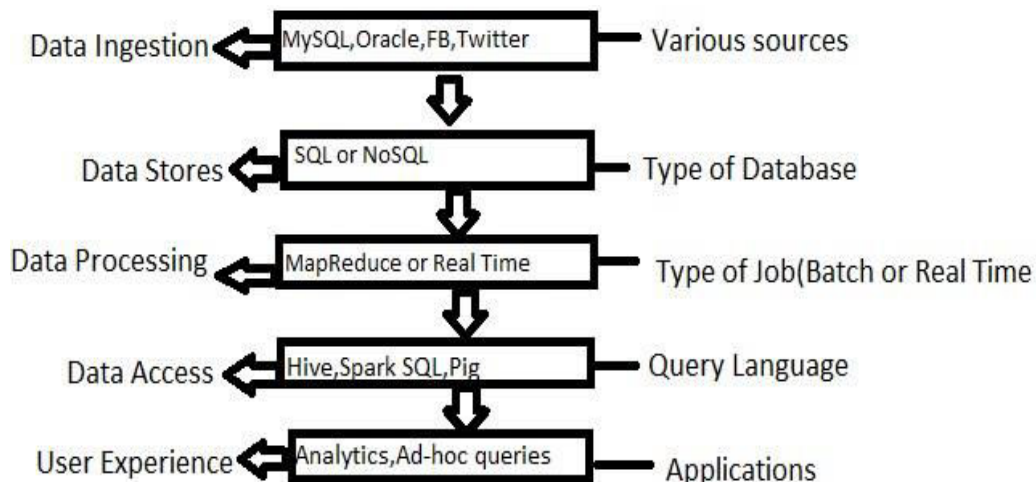 Data Ingestion
MySQL,Oracle,FB,Twitter
Various sources
Data Stores
SQL or NoSQL
Type of Database
Data Processing
MapReduce or Real Time
Type of Job(Batch or Real Time
Data Access
Hive,Spark SQL,Pig
Query Language
User Experience
Analytics,Ad-hoc queries
Applications